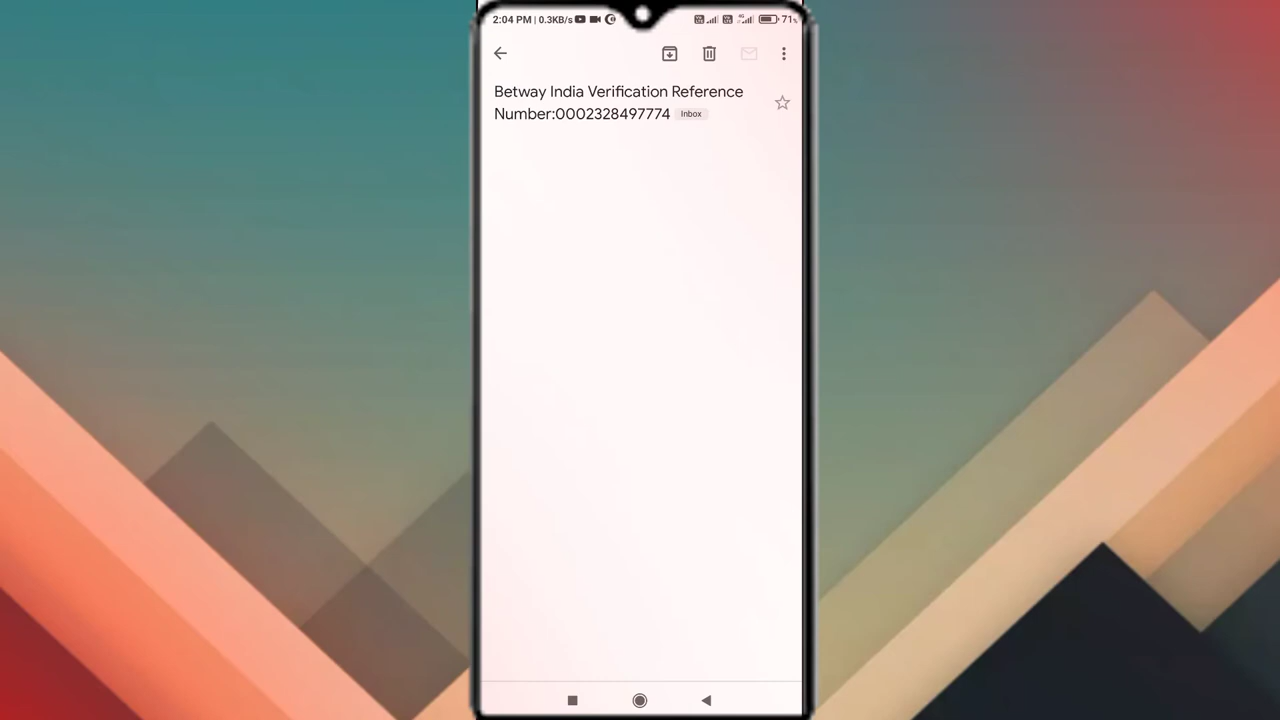 2:04 PM | 0.3KB/s 71%
Betway India Verification Reference
Number:0002328497774 Inbox